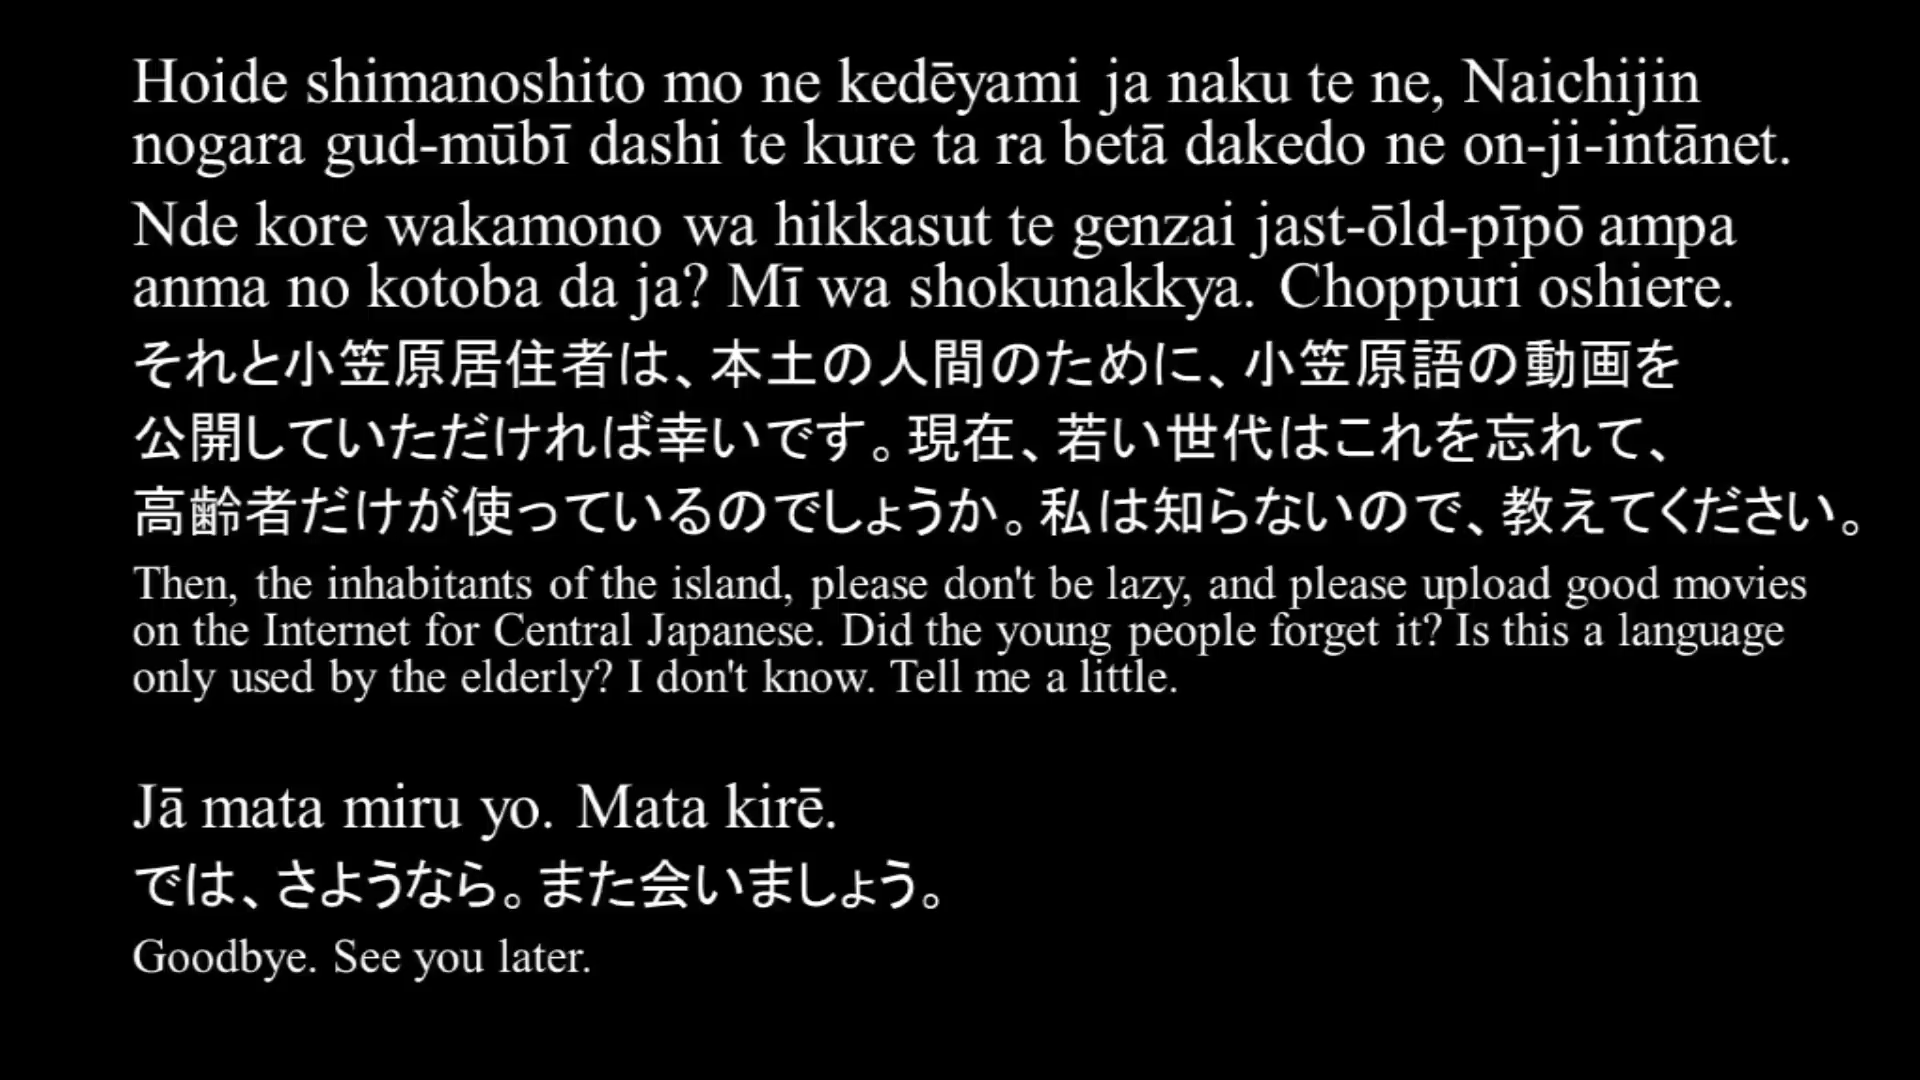 Hoide shimanoshito mo ne kedēyami ja naku te ne, Naichijin
nogara gud-mūbī dashi te kure ta ra betā dakedo ne on-ji-intānet.
Nde kore wakamono wa hikkasut te genzai jast-ōld-pīpō ampa
anma no kotoba da ja? Mī wa shokunakkya. Choppuri oshiere.
それと小笠原居住者は、本土の人間のために、小笠原語の動画を
公開していただければ幸いです。現在、若い世代はこれを忘れて、
高齢者だけが使っているのでしょうか。私は知らないので、教えてください。
Then, the inhabitants of the island, please don't be lazy, and please upload good movies
on the Internet for Central Japanese. Did the young people forget it? Is this a language
only used by the elderly? I don't know. Tell me a little.
Jā mata miru yo. Mata kirē.
では、さようなら。また会いましょう。
Goodbye. See you later.